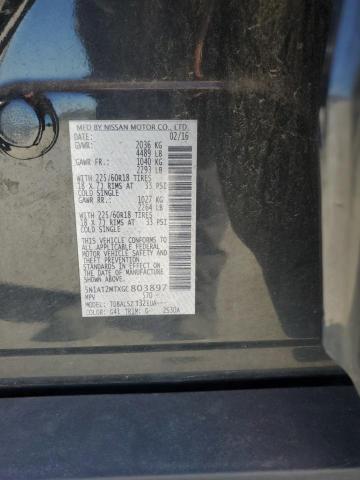 MFD BY NISSAN MOTOR CO., LTD.
DATE: 02/16
GVWR: 2036 KG
4489 LB
GAWR FR: 1040 KG
2293 LB
WITH 225/60R18 TIRES
18 X 7J RIMS AT 33 PSI
COLD SINGLE
GAWR RR: 1027 KG
2264 LB
WITH 225/60R18 TIRES
18 X 7J RIMS AT 33 PSI
COLD SINGLE
THIS VEHICLE CONFORMS TO ALL
APPLICABLE FEDERAL MOTOR VEHICLE
SAFETY, BUMPER, AND
THEFT PREVENTION
STANDARDS IN EFFECT ON
THE DATE OF MANUFACTURE
SHOWN ABOVE.
5N1AT2MTXGC803897
MPV 570
MODEL:
COLOR: G41 TRIM: G